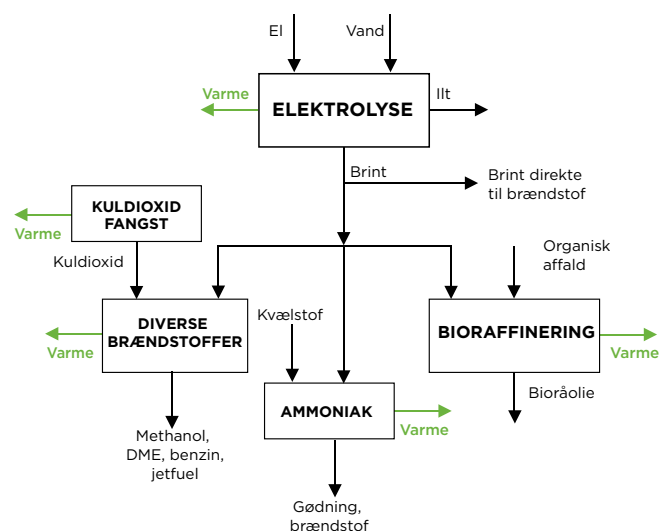 El
Vand
Varme
ELEKTROLYSE
Ilt
Brint
Brint direkte
til brændstof
KULDIOXID
FANGST
Varme
Kuldioxid
Organisk
affald
DIVERSE
BRÆNDSTOFFER
Varme
Kvælstof
BIORAFFINERING
Varme
AMMONIAK
Varme
Bioråolie
Methanol,
DME, benzin,
jetfuel
Gødning,
brændstof